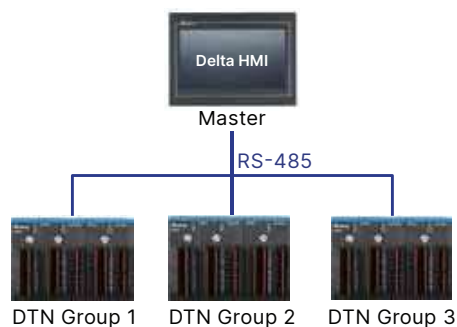 Delta HMI
Master
RS-485
DTN Group 1
DTN Group 2
DTN Group 3